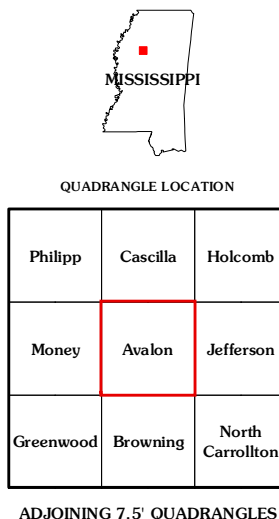 MISSISSIPPI
QUADRANGLE LOCATION
Philipp Cascilla Holcomb
Money Avalon Jefferson
Greenwood Browning North Carrollton
ADJOINING 7.5' QUADRANGLES